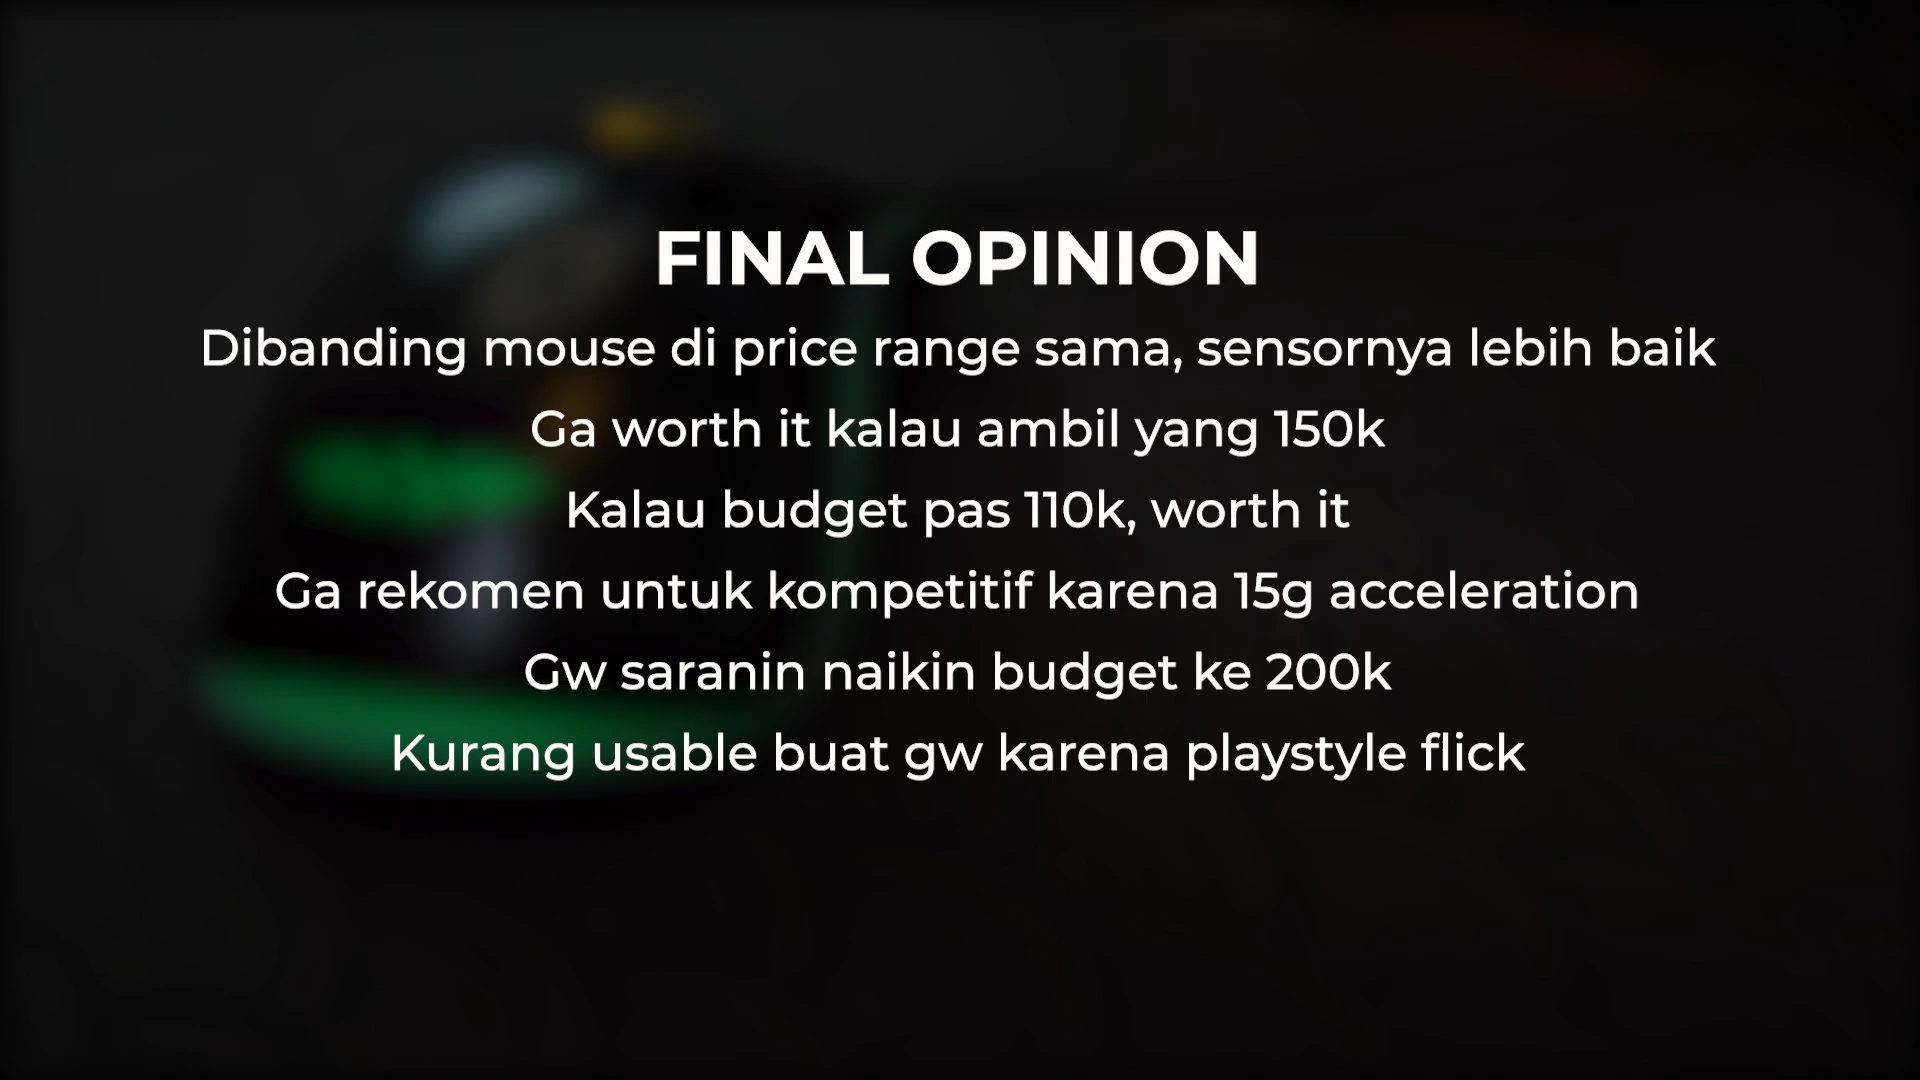 FINAL OPINION
Dibanding mouse di price range sama, sensornya lebih baik
Ga worth it kalau ambil yang 150k
Kalau budget pas 110k, worth it
Ga rekomen untuk kompetitif karena 15g acceleration
Gw saranin naikin budget ke 200k
Kurang usable buat gw karena playstyle flick